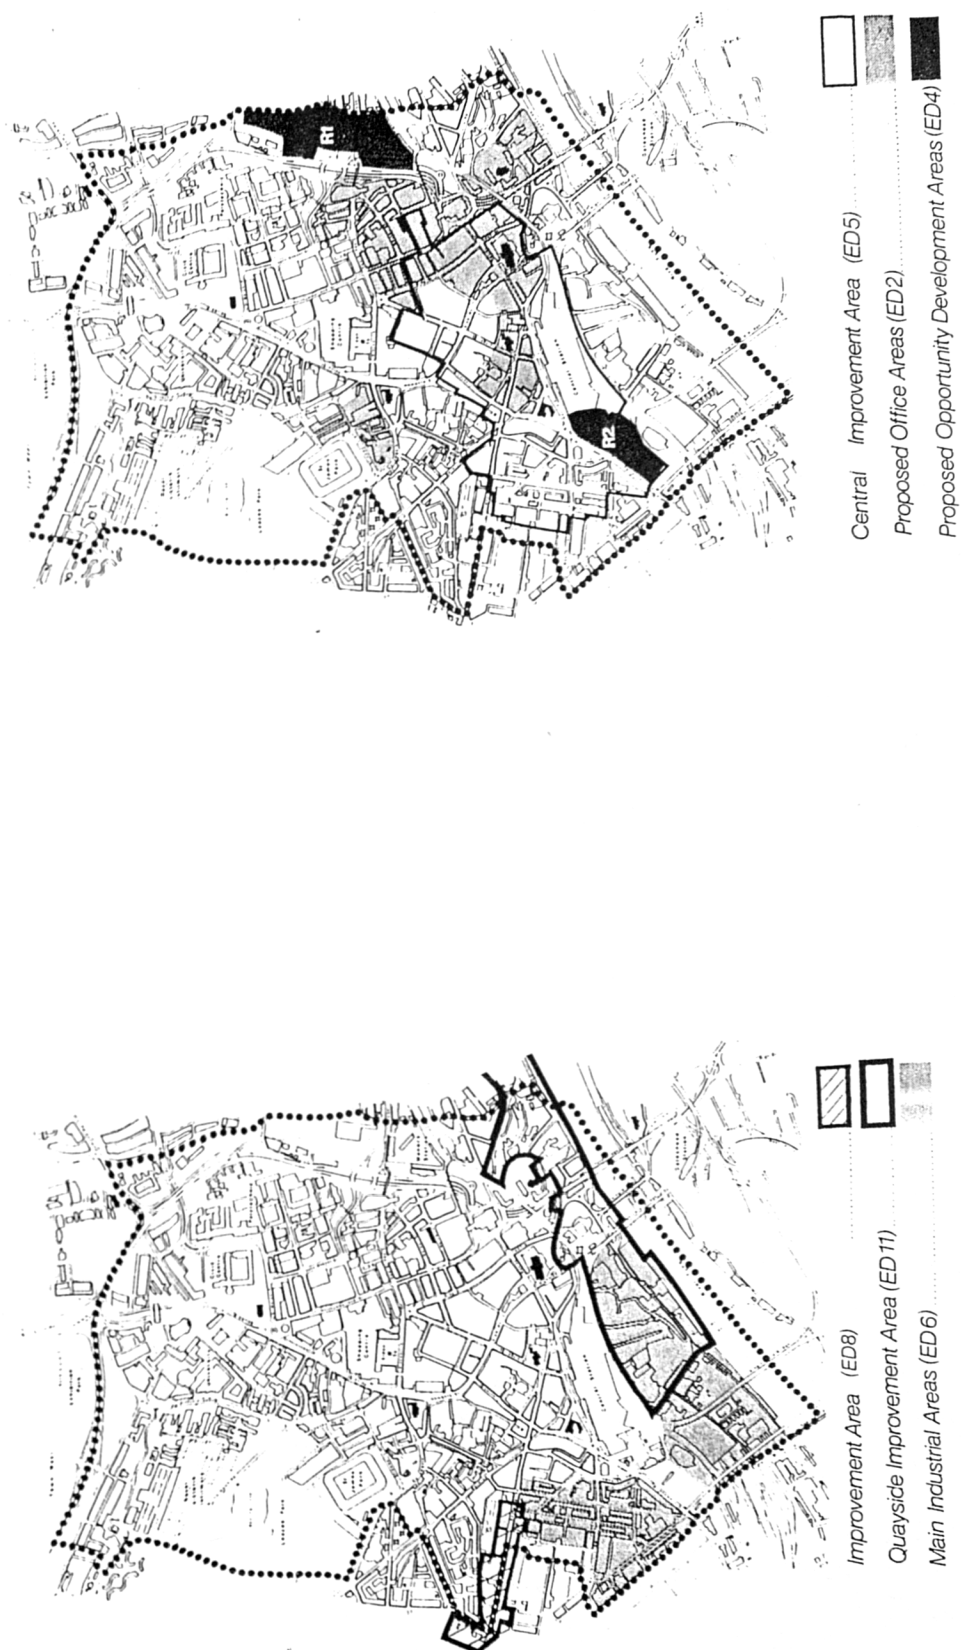 R1
R2
Central Improvement Area (ED5)
Proposed Office Areas (ED2)
Proposed Opportunity Development Areas (ED4)
Improvement Area (ED8)
Quayside Improvement Area (ED11)
Main Industrial Areas (ED6)